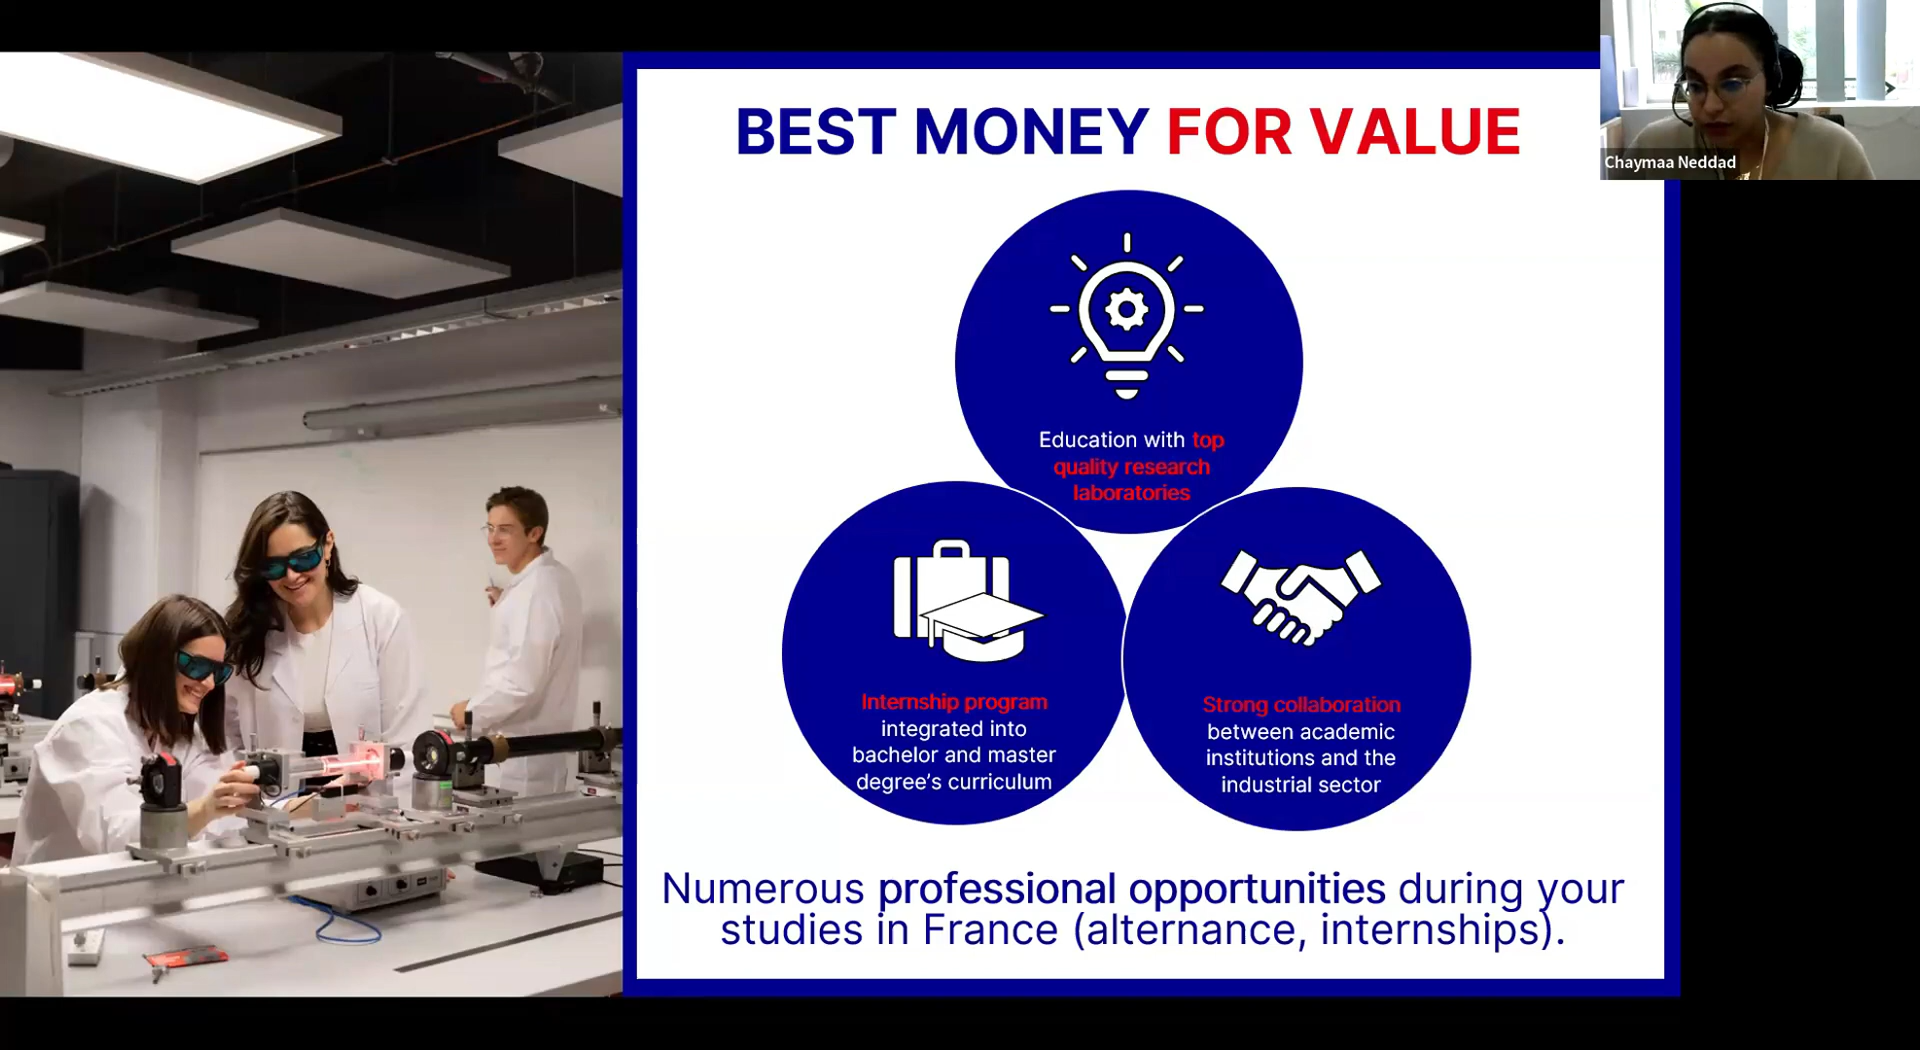 BEST MONEY FOR VALUE
Chaymaa Neddad
Education with top
quality research
laboratories
Internship program
integrated into
bachelor and master
degree's curriculum
Strong collaboration
between academic
institutions and the
industrial sector
Numerous professional opportunities during your
studies in France (alternance, internships).